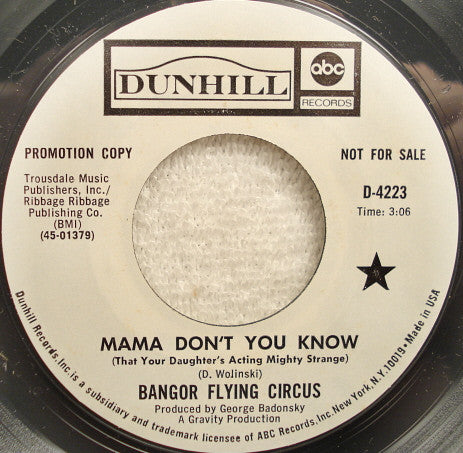 DUNHILL
abc
RECORDS
PROMOTION COPY
NOT FOR SALE
Trousdale Music
Publishers, Inc./
Ribbage Ribbage
Publishing Co.
(BMI)
(45-01379)
D-4223
Time: 3:06
MAMA DON'T YOU KNOW
(That Your Daughter's Acting Mighty Strange)
(D. Wolinski)
BANGOR FLYING CIRCUS
Produced by George Badonsky
A Gravity Production
Dunhill Records, Inc. is a subsidiary and trademark licensee of ABC Records, Inc. New York, N.Y. 10019 • Made in USA